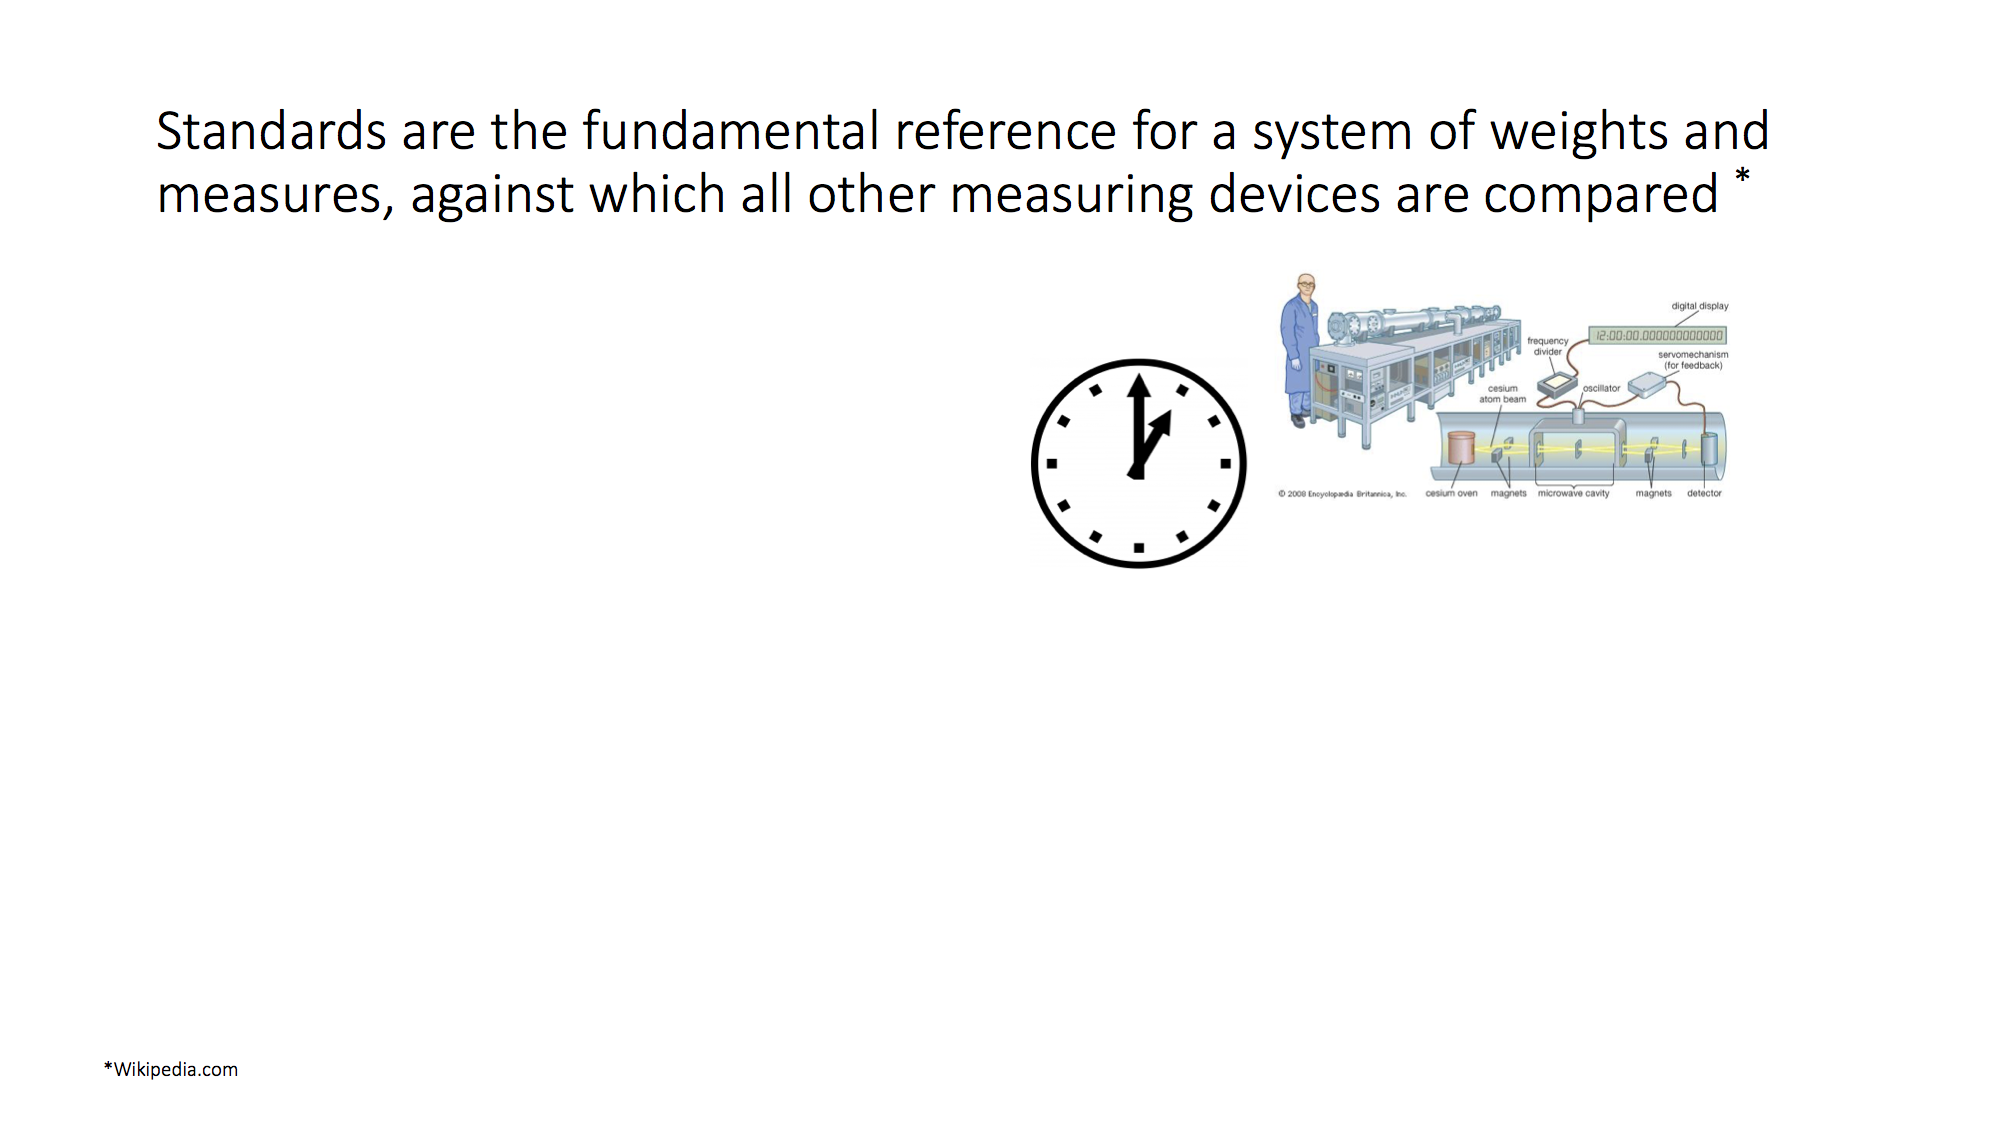 Standards are the fundamental reference for a system of weights and
measures, against which all other measuring devices are compared *
digital display
12:00:00.000000000000
frequency
divider
servomechanism
(for feedback)
oscillator
cesium
atom beam
© 2008 Encyclopædia Britannica, Inc.
cesium oven magnets microwave cavity magnets detector
*Wikipedia.com